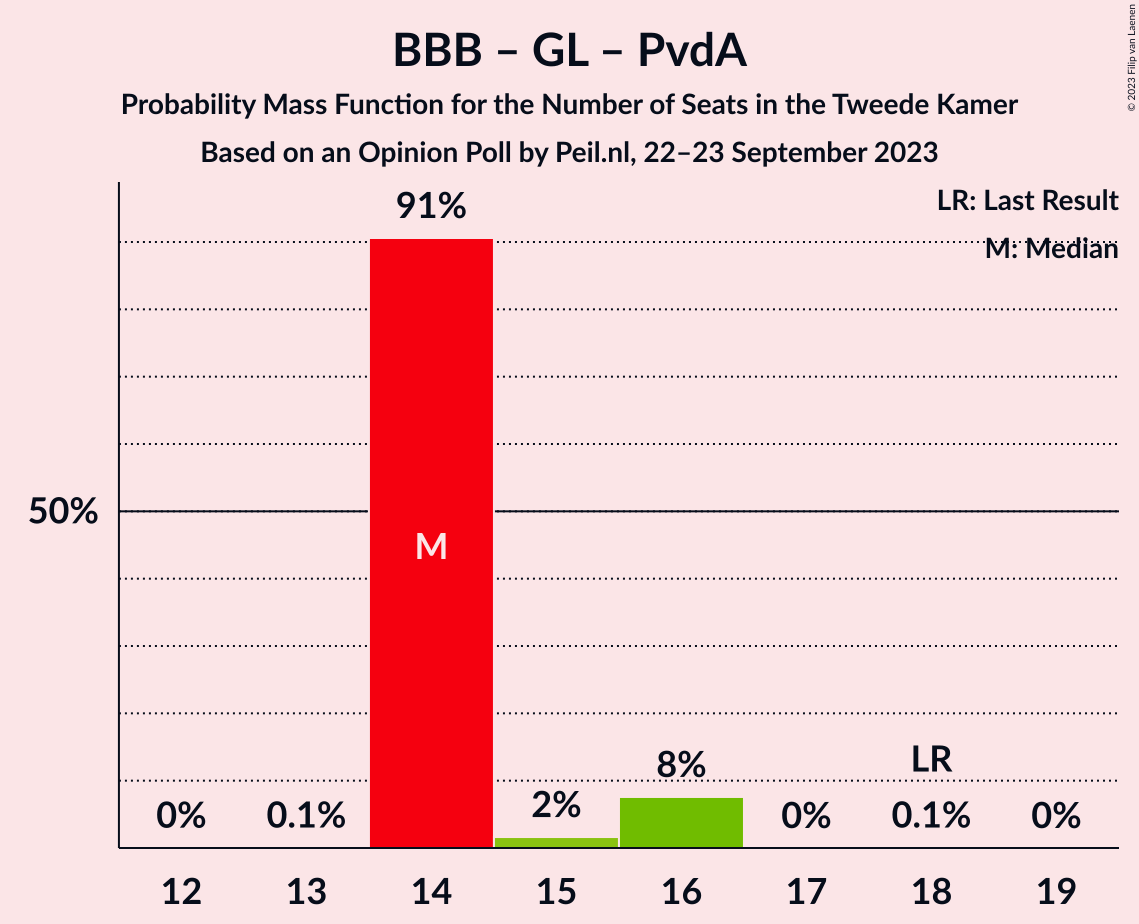 BBB – GL – PvdA
Probability Mass Function for the Number of Seats in the Tweede Kamer
Based on an Opinion Poll by Peil.nl, 22–23 September 2023
© 2023 Filip van Laenen
LR: Last Result
M: Median
91%
50%
M
LR
8%
2%
0% 0.1% 0% 0.1% 0%
12 13 14 15 16 17 18 19